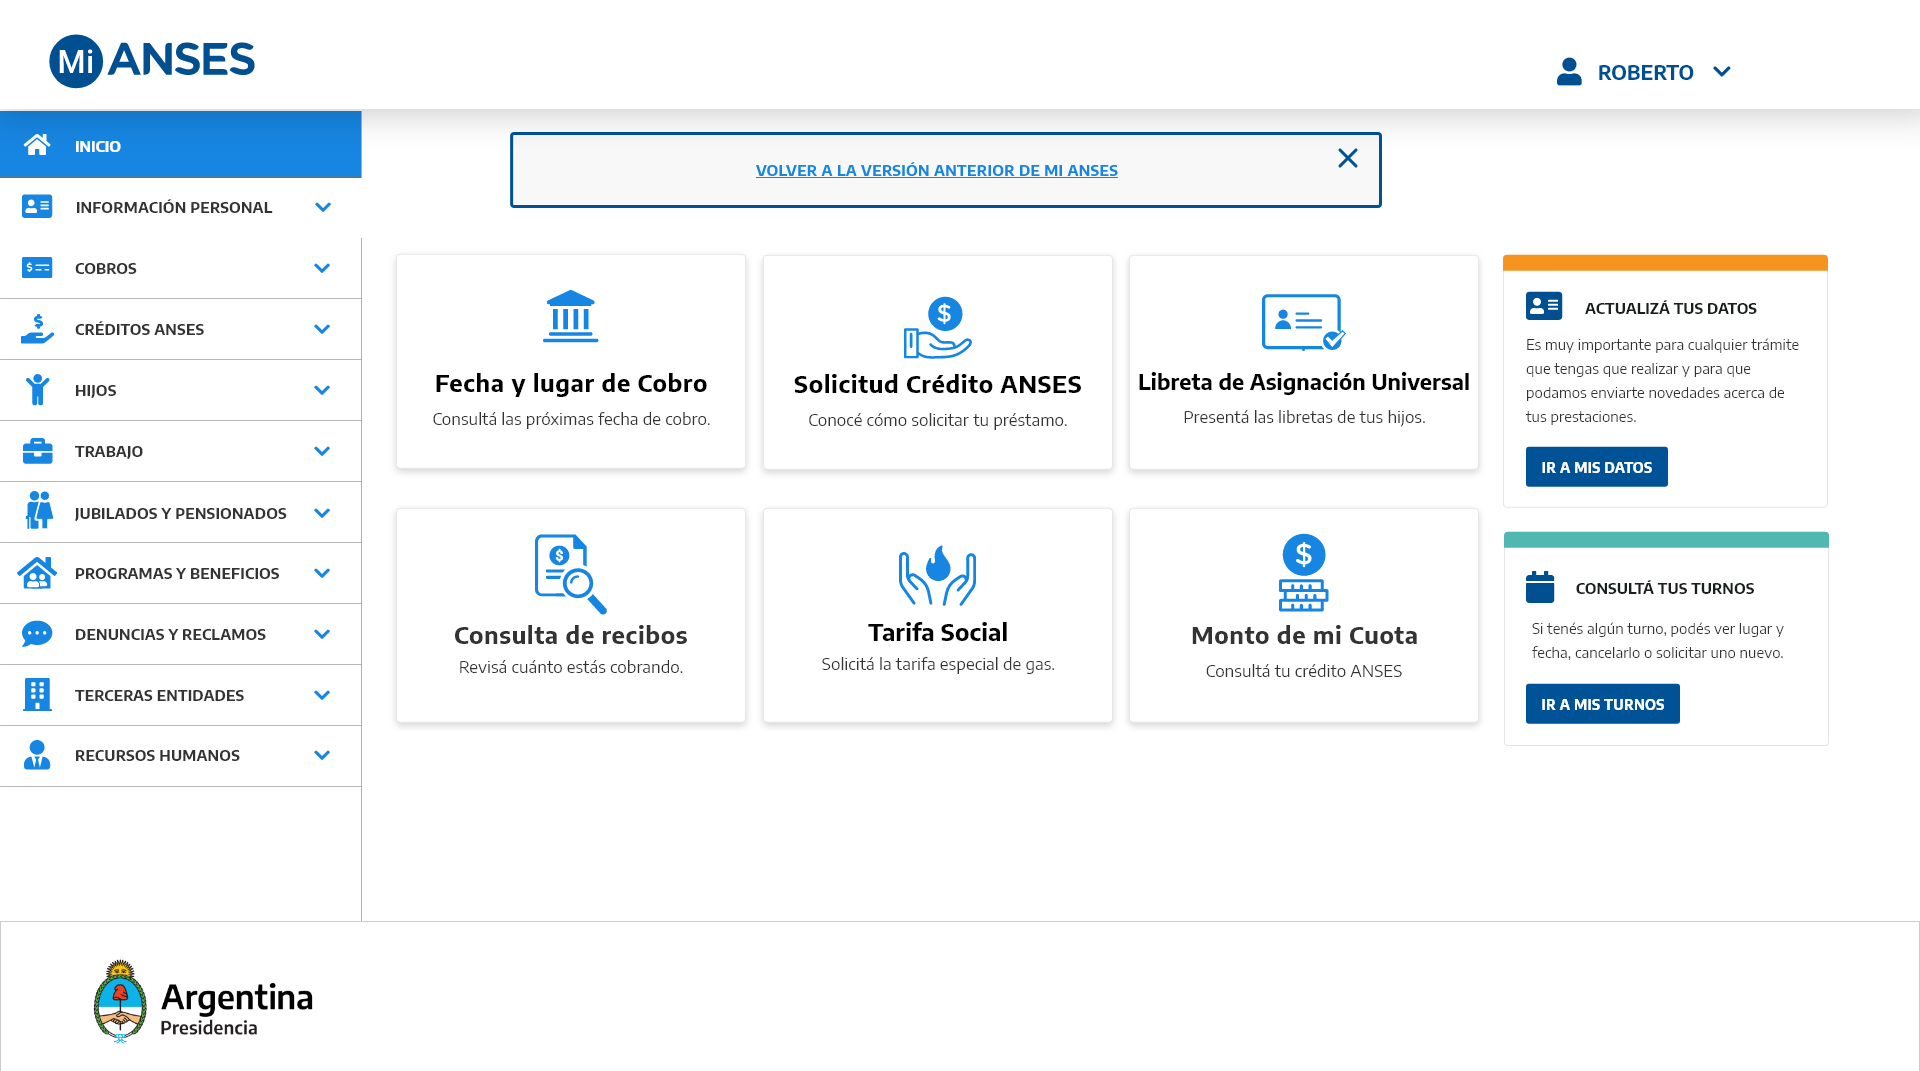 Mi ANSES
ROBERTO
INICIO
INFORMACIÓN PERSONAL
COBROS
CRÉDITOS ANSES
HIJOS
TRABAJO
JUBILADOS Y PENSIONADOS
PROGRAMAS Y BENEFICIOS
DENUNCIAS Y RECLAMOS
TERCERAS ENTIDADES
RECURSOS HUMANOS
VOLVER A LA VERSIÓN ANTERIOR DE MI ANSES
Fecha y lugar de Cobro
Consultá las próximas fecha de cobro.
Solicitud Crédito ANSES
Conocé cómo solicitar tu préstamo.
Libreta de Asignación Universal
Presentá las libretas de tus hijos.
Consulta de recibos
Revisá cuánto estás cobrando.
Tarifa Social
Solicitá la tarifa especial de gas.
Monto de mi Cuota
Consultá tu crédito ANSES
ACTUALIZÁ TUS DATOS
Es muy importante para cualquier trámite
que tengas que realizar y para que
podamos enviarte novedades acerca de
tus prestaciones.
IR A MIS DATOS
CONSULTÁ TUS TURNOS
Si tenés algún turno, podés ver lugar y
fecha, cancelarlo o solicitar uno nuevo.
IR A MIS TURNOS
Argentina
Presidencia